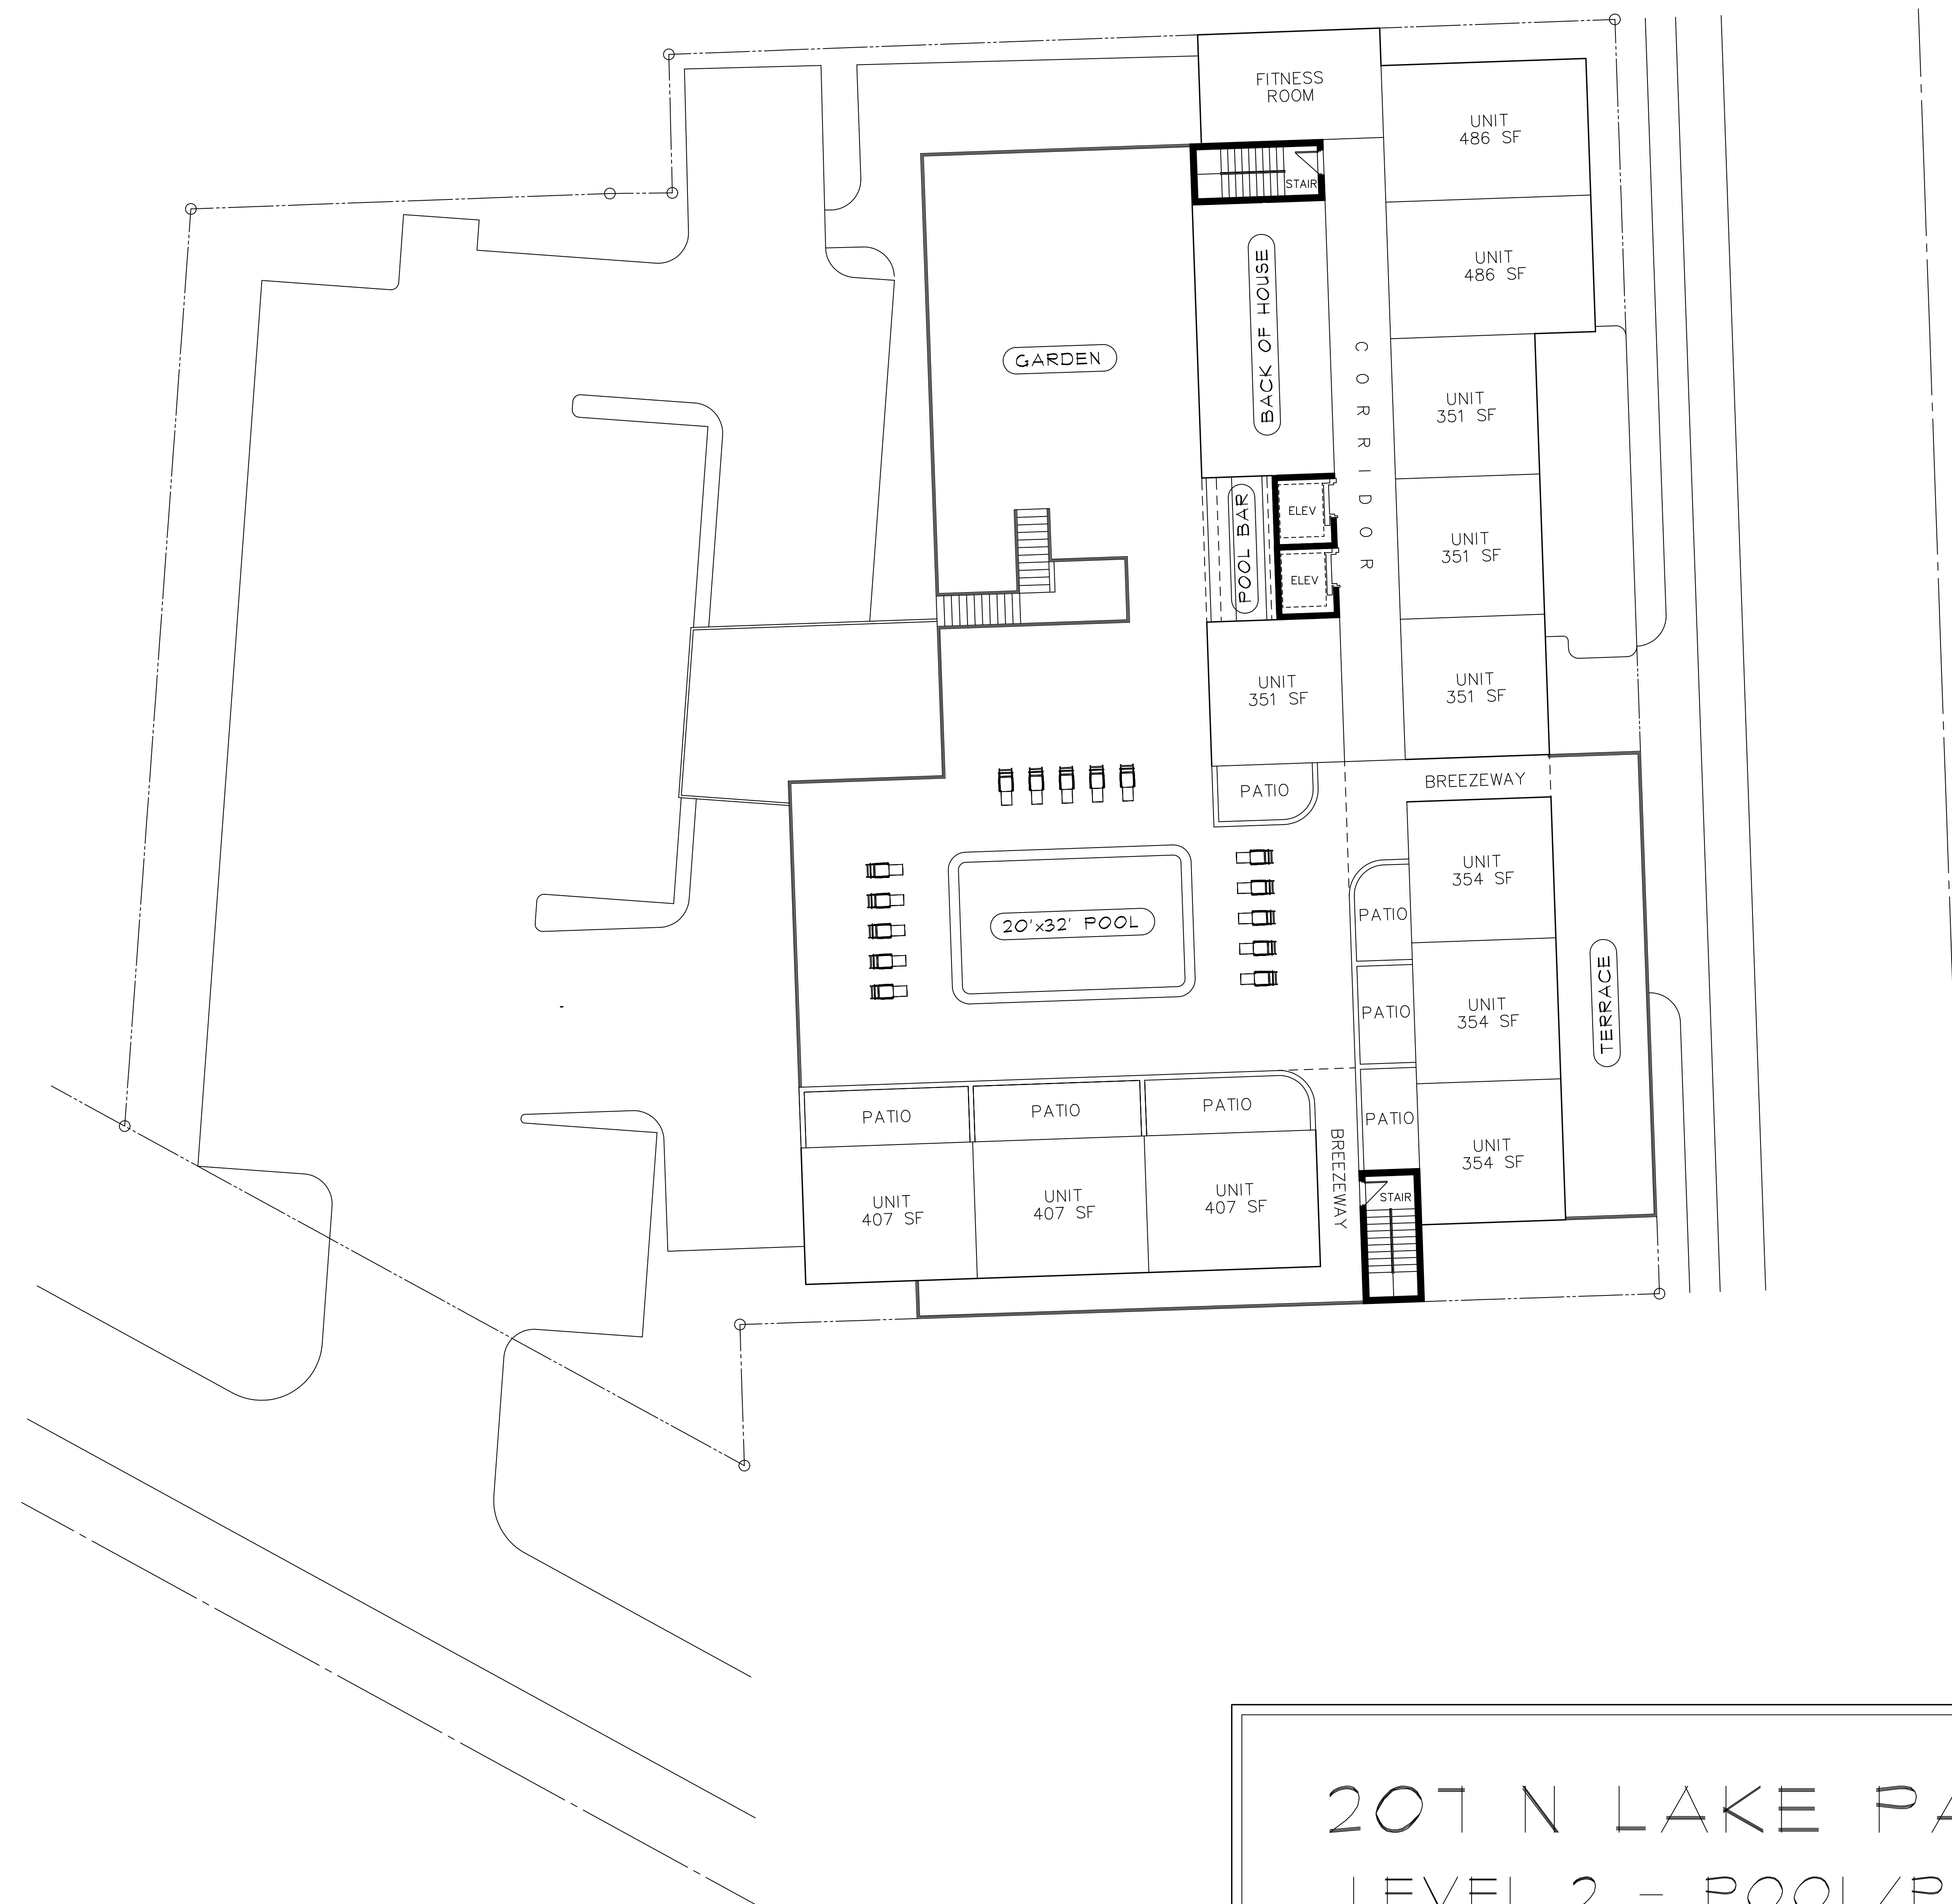 FITNESS
ROOM
UNIT
486 SF
STAIR
UNIT
486 SF
BACK OF HOUSE
GARDEN
CORRIDOR
UNIT
351 SF
POOL BAR
ELEV
UNIT
351 SF
ELEV
UNIT
351 SF
UNIT
351 SF
BREEZEWAY
PATIO
UNIT
354 SF
PATIO
20'x32' POOL
TERRACE
PATIO
UNIT
354 SF
PATIO
PATIO
PATIO
PATIO
UNIT
354 SF
BREEZEWAY
STAIR
UNIT
407 SF
UNIT
407 SF
UNIT
407 SF
207 N LAKE
LEVEL 2 - POOL/